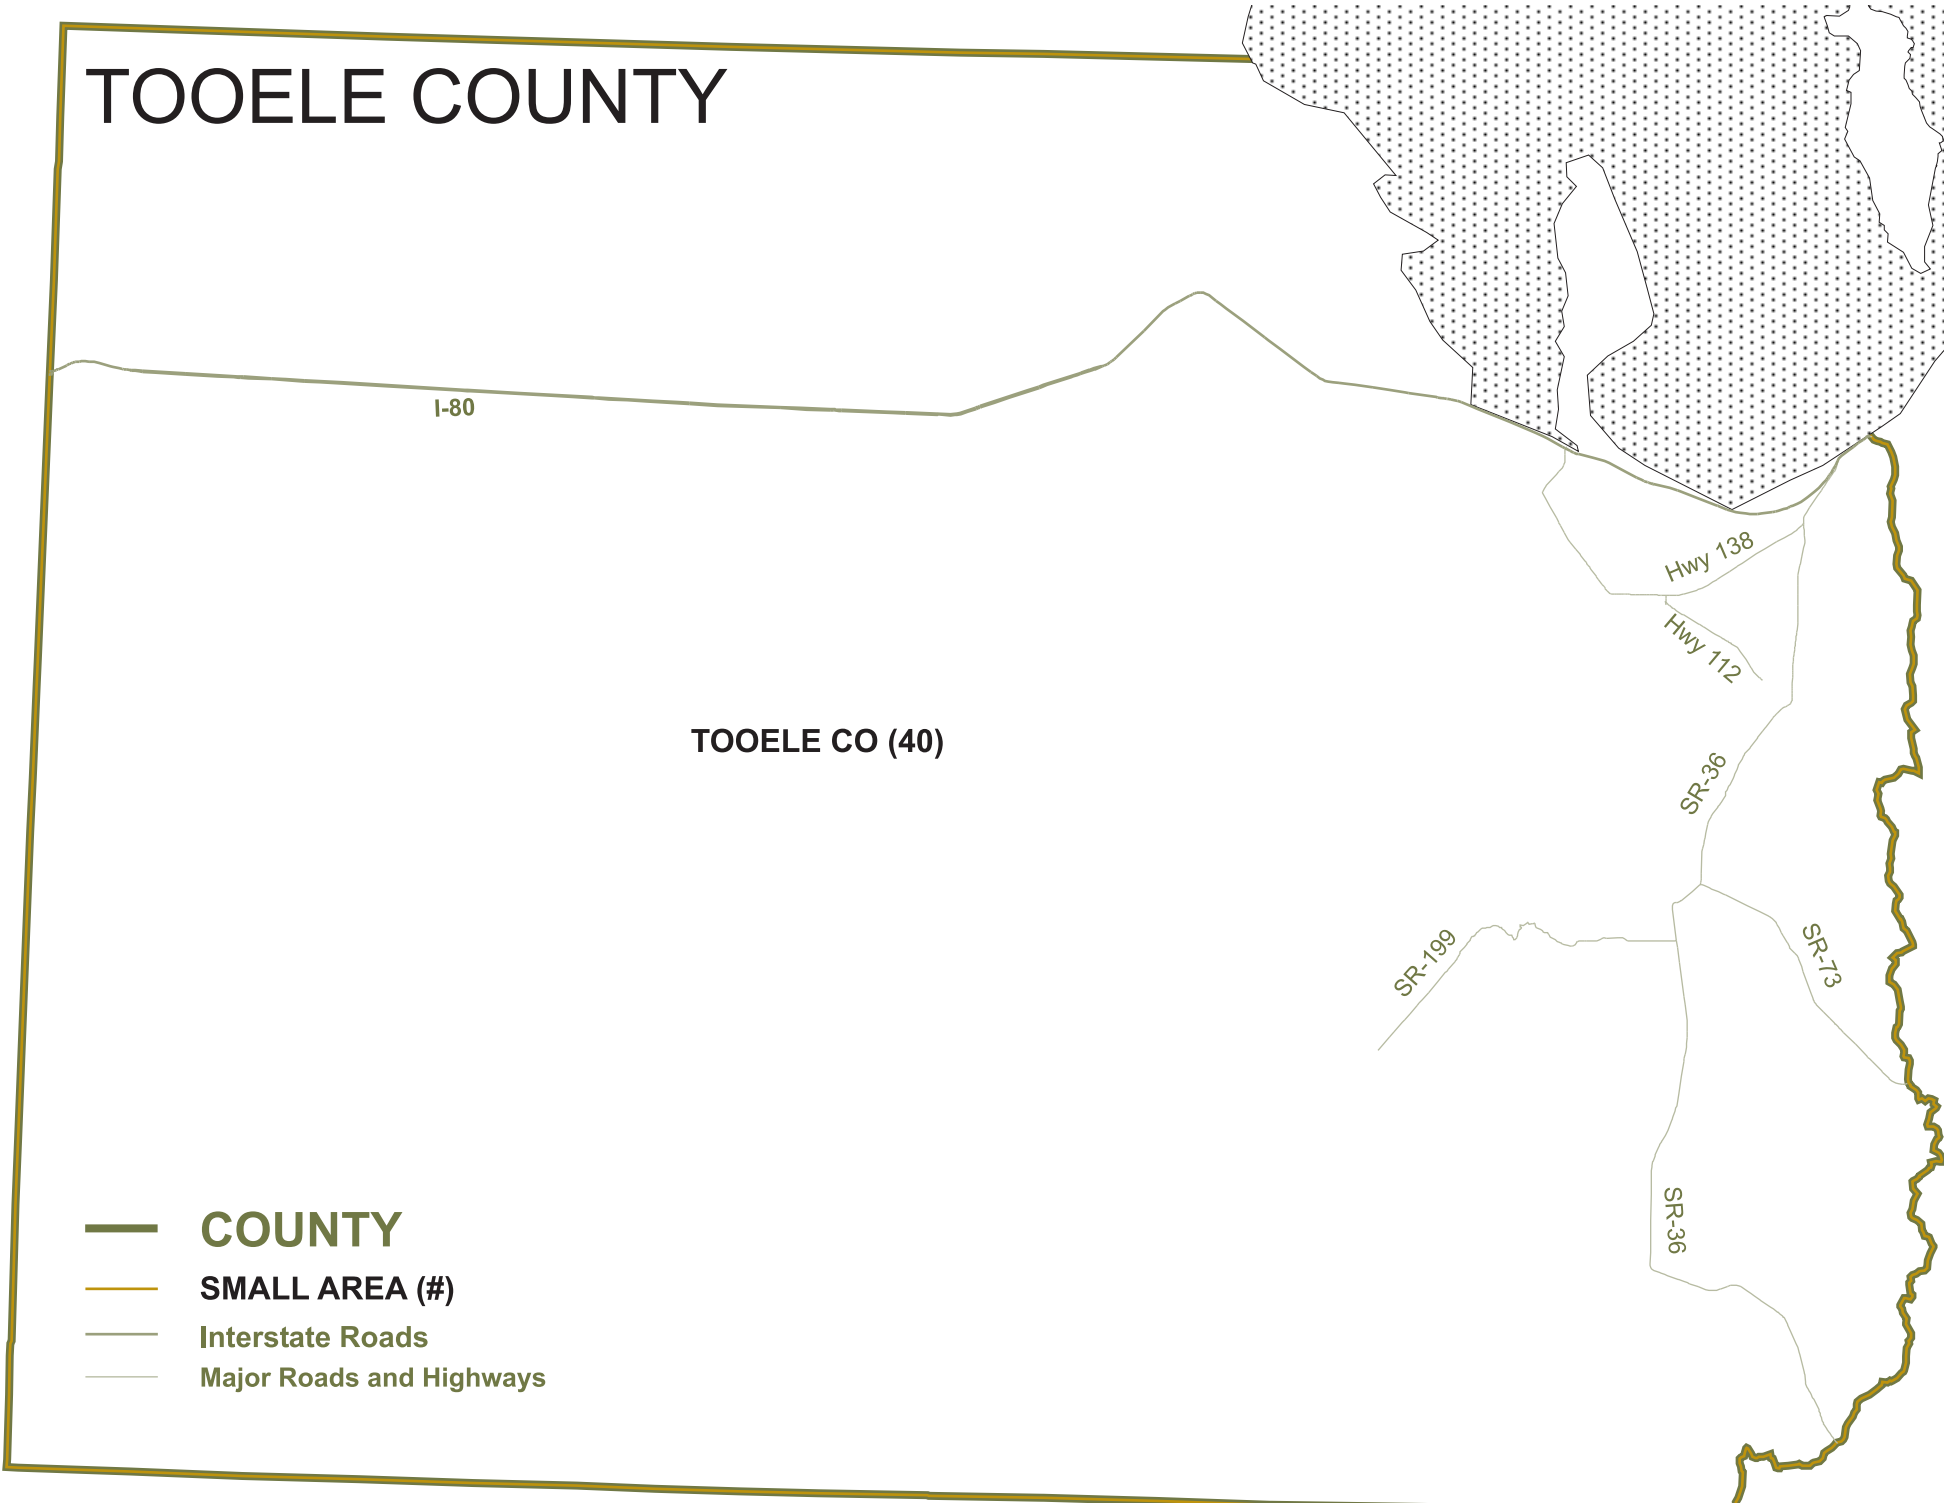 TOOELE COUNTY
I-80
Hwy 138
Hwy 112
TOOELE CO (40)
SR-36
SR-199
SR-73
SR-36
COUNTY
SMALL AREA (#)
Interstate Roads
Major Roads and Highways